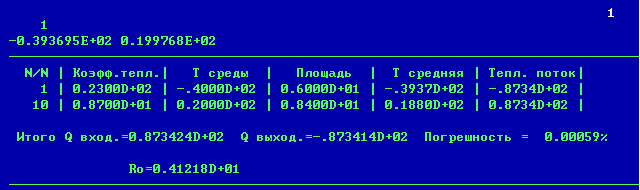 1
1
-0.393695E+02 0.199768E+02
N/N | Коэфф.тепл.| Т среды | Площадь | Т средняя | Тепл. поток|
1 | 0.2300D+02 | -.4000D+02 | 0.6000D+01 | -.3937D+02 | -.8734D+02 |
10 | 0.8700D+01 | 0.2000D+02 | 0.8400D+01 | 0.1880D+02 | 0.8734D+02 |
Итого Q вход.=0.873424D+02 Q выход.=-.873414D+02 Погрешность = 0.00059%
Ro=0.41218D+01